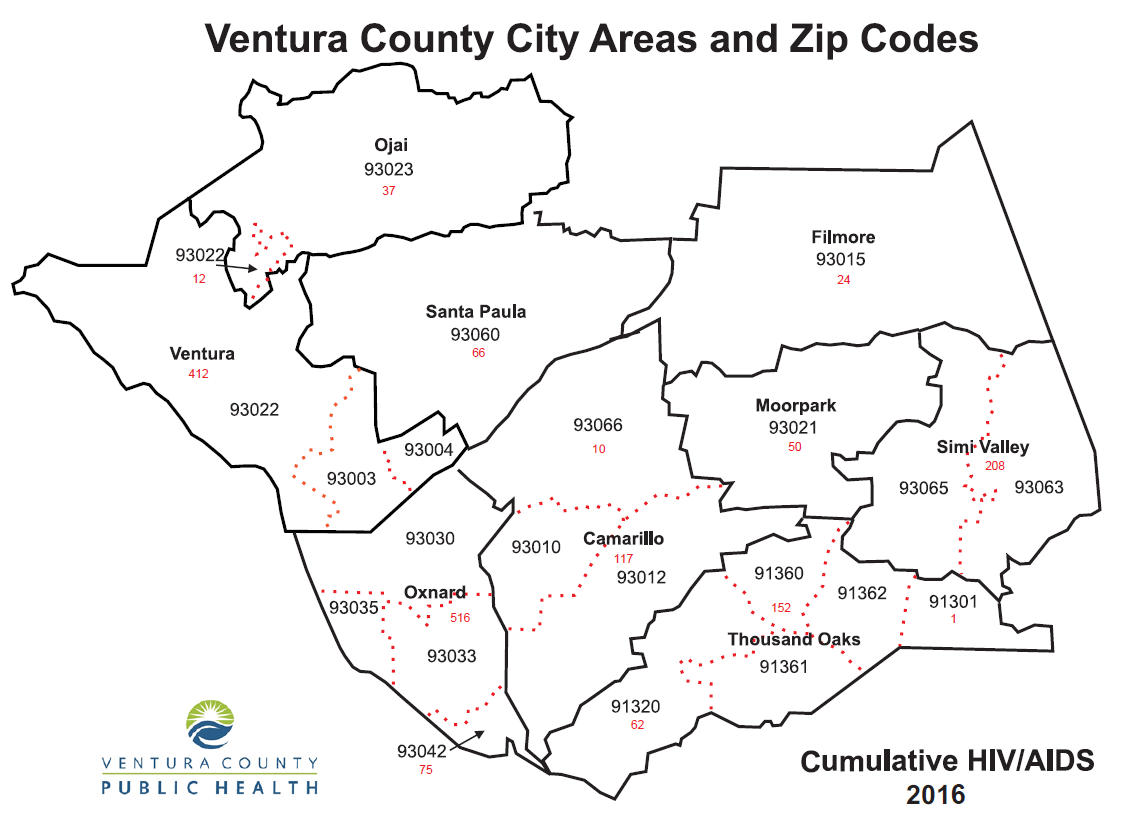 Ventura County City Areas and Zip Codes
Ojai
93023
37
93022
12
Filmore
93015
24
Santa Paula
93060
66
Ventura
412
93022
93003
93004
93066
10
Moorpark
93021
50
Simi Valley
208
93065
93063
93030
Oxnard
516
93035
93033
93042
75
93010
Camarillo
117
93012
91360
152
91362
91301
1
Thousand Oaks
91361
91320
62
VENTURA COUNTY
PUBLIC HEALTH
Cumulative HIV/AIDS
2016